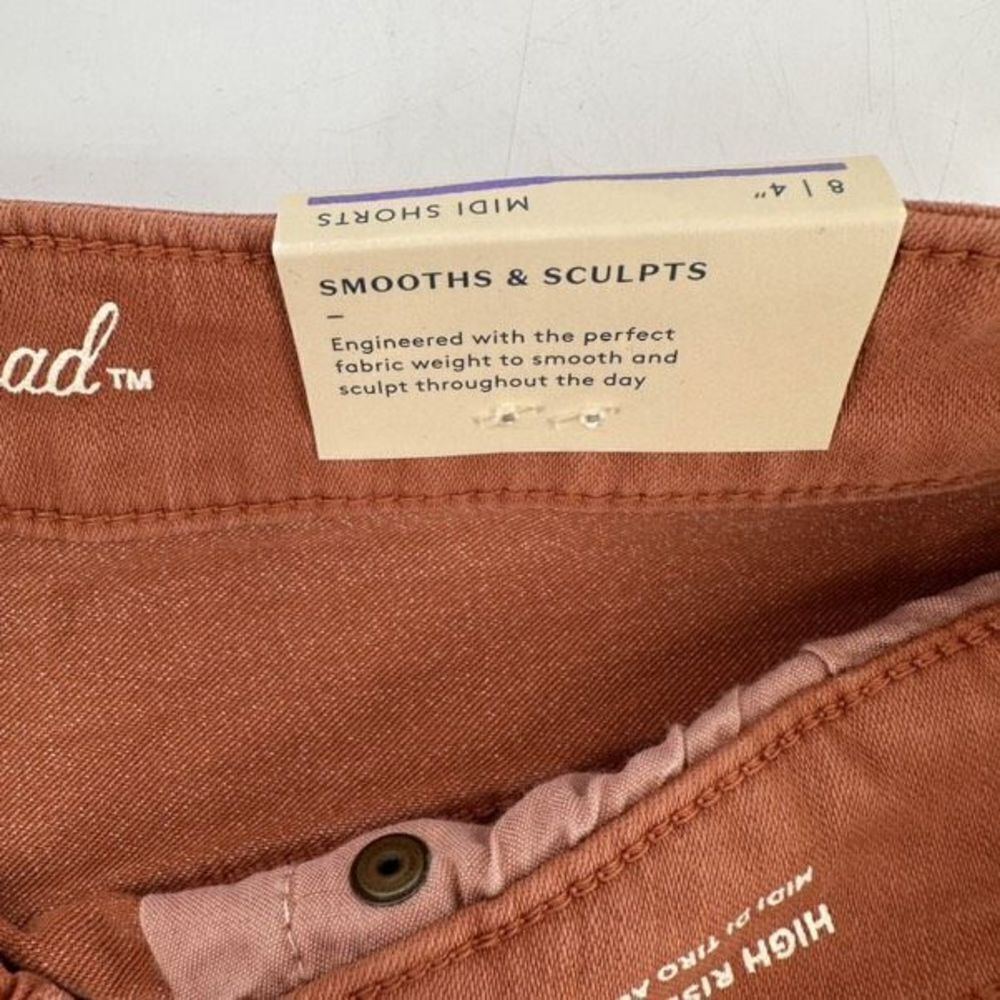 MIDI SHORTS 8 | 4"
SMOOTHS & SCULPTS
Engineered with the perfect
fabric weight to smooth and
sculpt throughout the day
ad™
HIGH RISE
MIDI DI TIRO